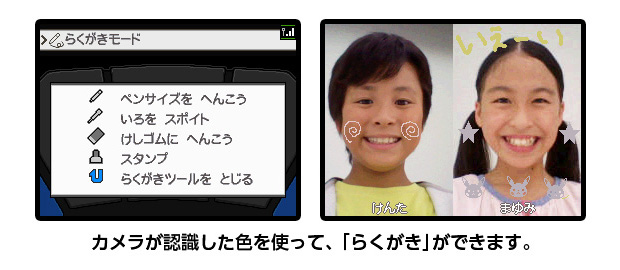 らくがきモード
ペンサイズを へんこう
いろを スポイト
けしゴムに へんこう
スタンプ
らくがきツールを とじる
いえーい
けんた
まゆみ
カメラが認識した色を使って、「らくがき」ができます。